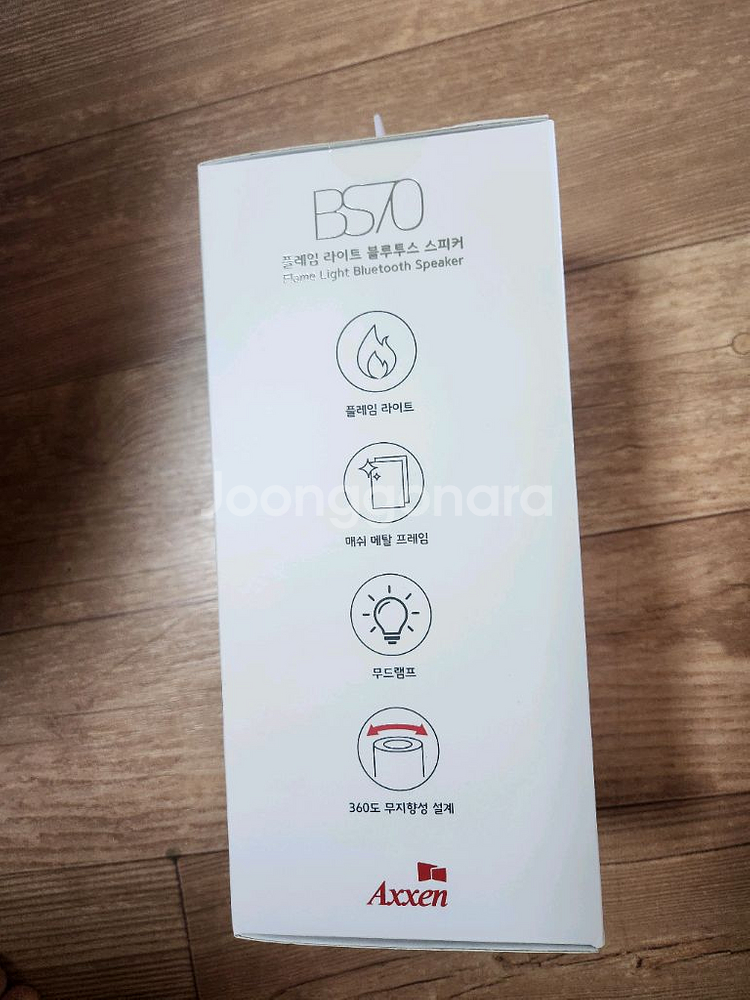 BS70
플레임 라이트 블루투스 스피커
Flame Light Bluetooth Speaker
플레임 라이트
Joonggonara
매쉬 메탈 프레임
무드램프
360도 무지향성 설계
Axxen